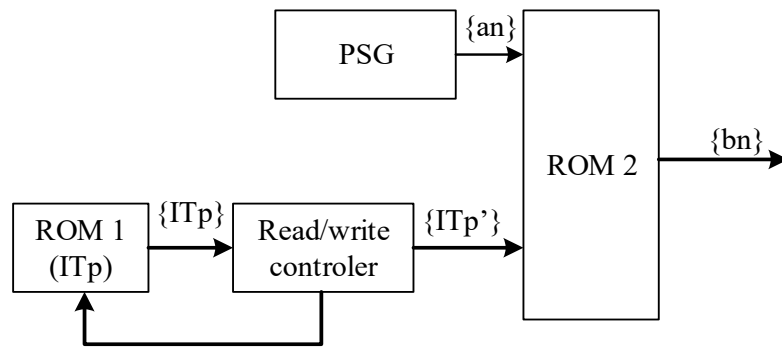 {an}
PSG
{bn}
ROM 2
{ITp}
{ITp’}
ROM 1
(ITp)
Read/write
controler